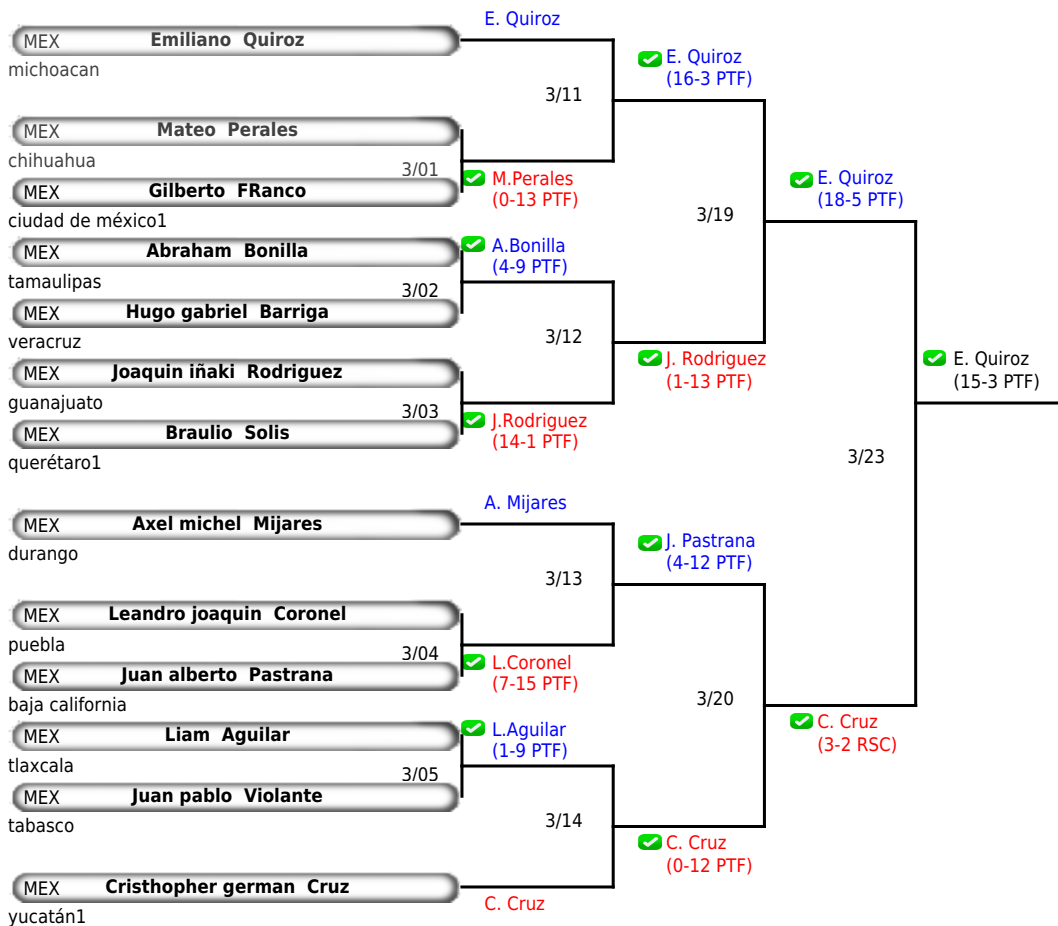 E. Quiroz
MEX Emiliano Quiroz
michoacan
E. Quiroz
(16-3 PTF)
3/11
MEX Mateo Perales
chihuahua
3/01
M.Perales
(0-13 PTF)
MEX Gilberto FRanco
ciudad de méxico1
E. Quiroz
(18-5 PTF)
3/19
MEX Abraham Bonilla
tamaulipas
A.Bonilla
(4-9 PTF)
3/02
MEX Hugo gabriel Barriga
veracruz
3/12
J. Rodriguez
(1-13 PTF)
E. Quiroz
(15-3 PTF)
MEX Joaquin iñaki Rodriguez
guanajuato
3/03
J.Rodriguez
(14-1 PTF)
MEX Braulio Solis
querétaro1
3/23
A. Mijares
MEX Axel michel Mijares
durango
J. Pastrana
(4-12 PTF)
3/13
MEX Leandro joaquin Coronel
puebla
3/04
L.Coronel
(7-15 PTF)
MEX Juan alberto Pastrana
baja california
3/20
C. Cruz
(3-2 RSC)
L.Aguilar
(1-9 PTF)
MEX Liam Aguilar
tlaxcala
3/05
MEX Juan pablo Violante
tabasco
3/14
C. Cruz
(0-12 PTF)
MEX Cristhopher german Cruz
yucatán1
C. Cruz